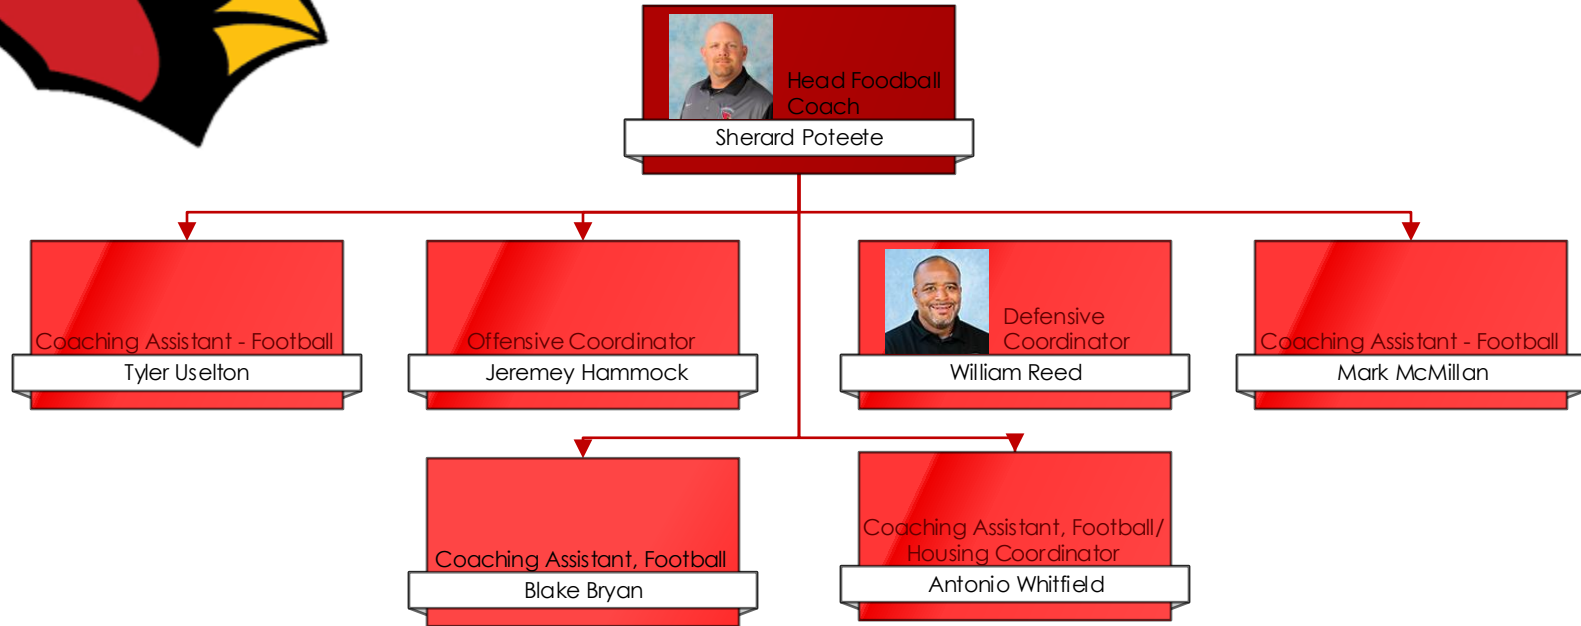 Head Foodball
Coach
Sherard Poteete
Coaching Assistant - Football
Tyler Uselton
Offensive Coordinator
Jeremey Hammock
Defensive
Coordinator
William Reed
Coaching Assistant - Football
Mark McMillan
Coaching Assistant, Football
Blake Bryan
Coaching Assistant, Football/
Housing Coordinator
Antonio Whitfield